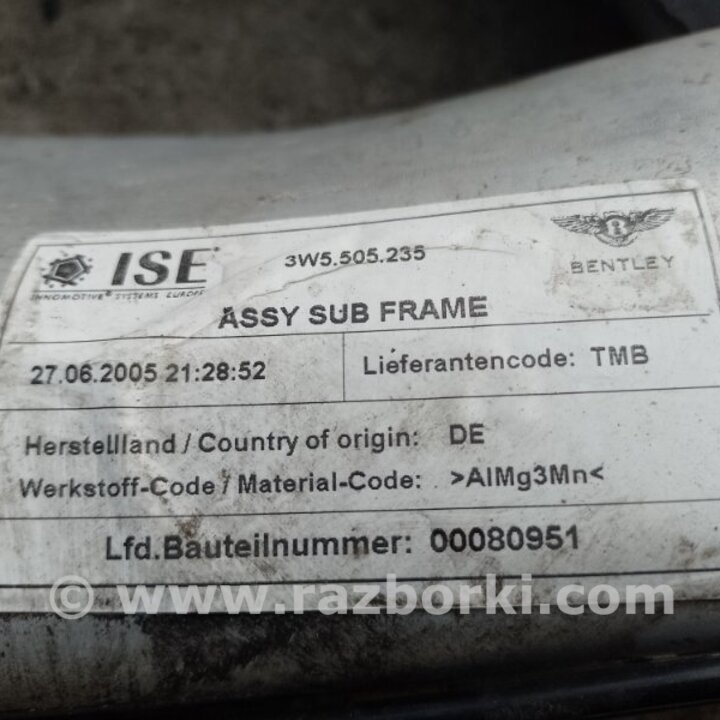 ISE
INNOMOTIVE® SYSTEMS EUROPE
3W5.505.235
B
BENTLEY
ASSY SUB FRAME
27.06.2005 21:28:52
Lieferantencode: TMB
Herstellland / Country of origin: DE
Werkstoff-Code / Material-Code: >AlMg3Mn<
Lfd.Bauteilnummer: 00080951
© www.razborki.com